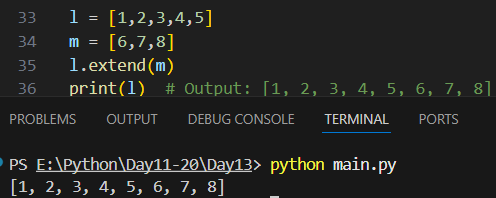 33 l = [1,2,3,4,5]
34 m = [6,7,8]
35 l.extend(m)
36 print(l)  # Output: [1, 2, 3, 4, 5, 6, 7, 8]
PROBLEMS OUTPUT DEBUG CONSOLE TERMINAL PORTS
PS E:\Python\Day11-20\Day13> python main.py
[1, 2, 3, 4, 5, 6, 7, 8]